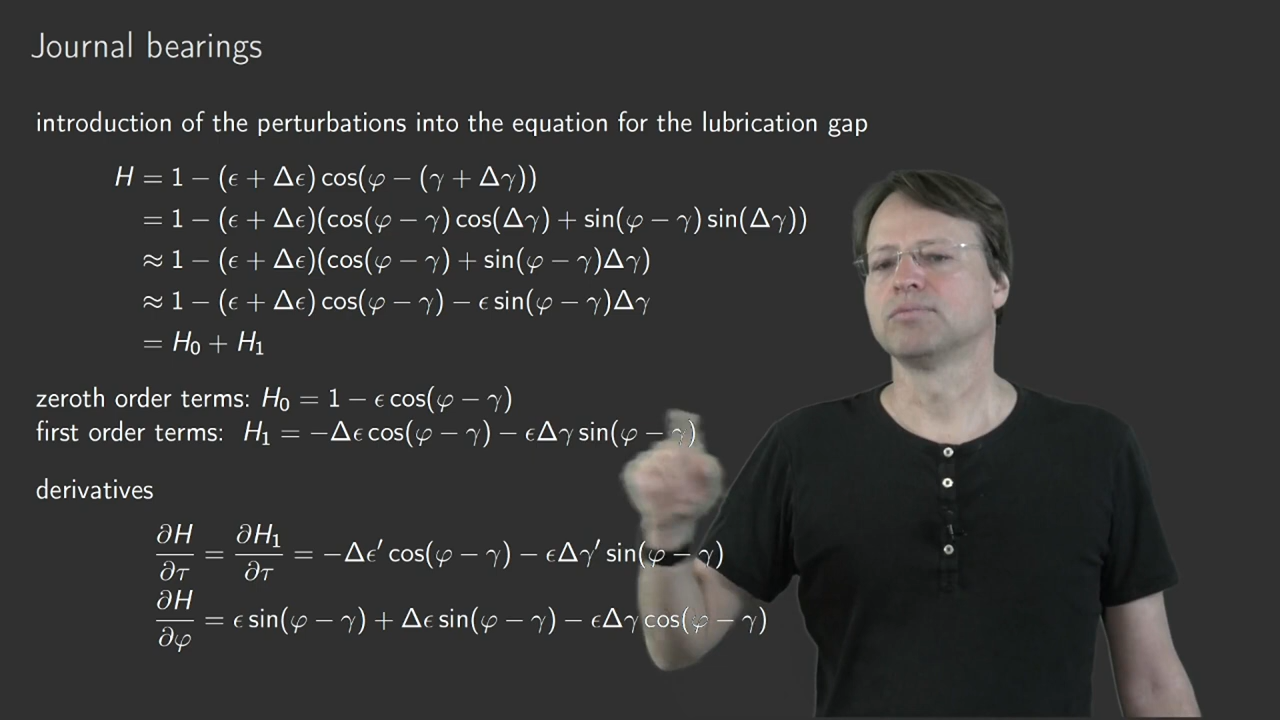 Journal bearings
introduction of the perturbations into the equation for the lubrication gap
H = 1 − (ϵ + Δϵ) cos(φ − (γ + Δγ))
= 1 − (ϵ + Δϵ)(cos(φ − γ) cos(Δγ) + sin(φ − γ) sin(Δγ))
≈ 1 − (ϵ + Δϵ)(cos(φ − γ) + sin(φ − γ)Δγ)
≈ 1 − (ϵ + Δϵ) cos(φ − γ) − ϵ sin(φ − γ)Δγ
= H₀ + H₁
zeroth order terms: H₀ = 1 − ϵ cos(φ − γ)
first order terms: H₁ = −Δϵ cos(φ − γ) − ϵΔγ sin(φ − γ)
derivatives
∂H/∂τ = ∂H₁/∂τ = −Δϵ′ cos(φ − γ) − ϵΔγ′ sin(φ − γ)
∂H/∂φ = ϵ sin(φ − γ) + Δϵ sin(φ − γ) − ϵΔγ cos(φ − γ)